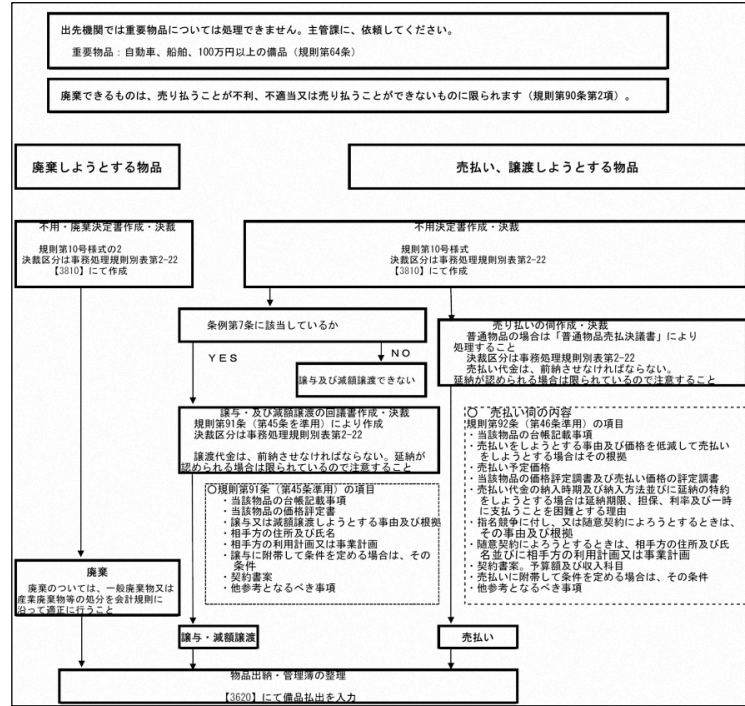 出先機関では重要物品については処理できません。主管課に、依頼してください。
重要物品：自動車、船舶、100万円以上の備品（規則第64条）
廃棄できるものは、売り払うことが不利、不適当又は売り払うことができないものに限られます（規則第90条第2項）。
廃棄しようとする物品
売払い、譲渡しようとする物品
不用・廃棄決定書作成・決裁
規則第10号様式の2
決裁区分は事務処理規則別表第2-22
【3810】にて作成
不用決定書作成・決裁
規則第10号様式
決裁区分は事務処理規則別表第2-22
【3810】にて作成
条例第7条に該当しているか
YES
NO
譲与及び減額譲渡できない
売り払いの伺作成・決裁
普通物品の場合は「普通物品売払決議書」により
処理すること
決裁区分は事務処理規則別表第2-22
売払い代金は、前納させなければならない。
延納が認められる場合は限られているので注意すること
譲与・及び減額譲渡の回議書作成・決裁
規則第91条（第45条を準用）により作成
決裁区分は事務処理規則別表第2-22
譲渡代金は、前納させなければならない。延納が
認められる場合は限られているので注意すること
〇規則第91条（第45条準用）の項目
・当該物品の台帳記載事項
・当該物品の価格評定書
・譲与又は減額譲渡しようとする事由及び根拠
・相手方の住所及び氏名
・相手方の利用計画又は事業計画
・譲与に附帯して条件を定める場合は、その
条件
・契約書案
・他参考となるべき事項
〇 売払い伺の内容
規則第92条（第46条準用）の項目
・当該物品の台帳記載事項
・売払いをしようとする事由及び価格を低減して売払い
をしようとする場合はその根拠
・売払い予定価格
・当該物品の価格評定調書及び売払い価格の評定調書
・売払い代金の納入時期及び納入方法並びに延納の特約
をしようとする場合は延納期限、担保、利率及び一時
に支払うことを困難とする理由
・指名競争に付し、又は随意契約によろうとするときは、
その事由及び根拠
・随意契約によろうとするときは、相手方の住所及び氏
名並びに相手方の利用計画又は事業計画
・契約書案。予算額及び収入科目
・売払いに附帯して条件を定める場合は、その条件
・他参考となるべき事項
廃棄
廃棄のついては、一般廃棄物又は
産業廃棄物等の処分を会計規則に
沿って適正に行うこと
譲与・減額譲渡
売払い
物品出納・管理簿の整理
【3620】にて備品払出を入力